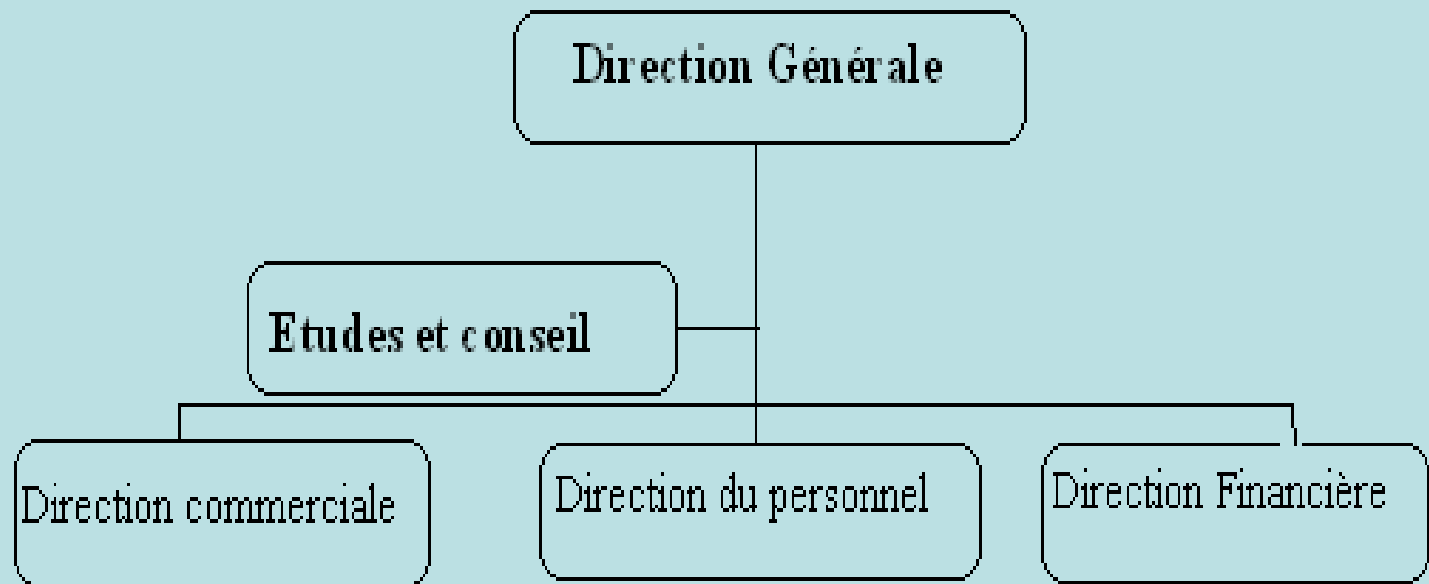 Direction Générale
Etudes et conseil
Direction commerciale
Direction du personnel
Direction Financière